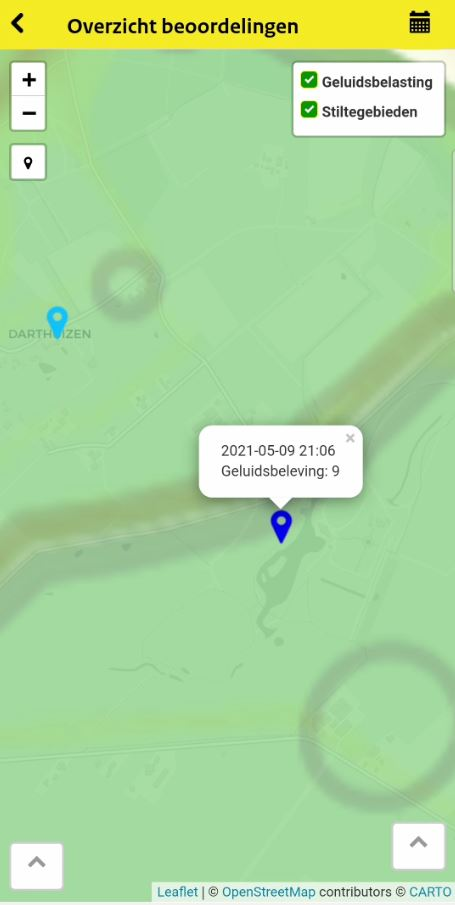 Overzicht beoordelingen
+
Geluidsbelasting
−
Stiltegebieden
DARTHUIZEN
×
2021-05-09 21:06
Geluidsbeleving: 9
Leaflet | © OpenStreetMap contributors © CARTO